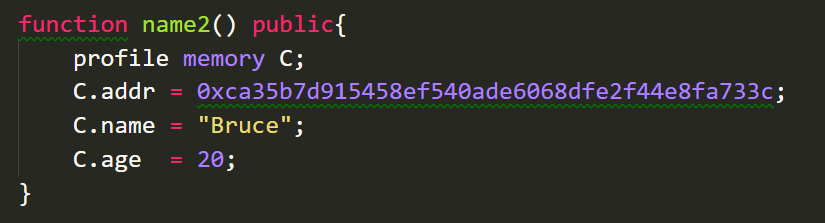 function name2() public{
    profile memory C;
    C.addr = 0xca35b7d915458ef540ade6068dfe2f44e8fa733c;
    C.name = "Bruce";
    C.age  = 20;
}